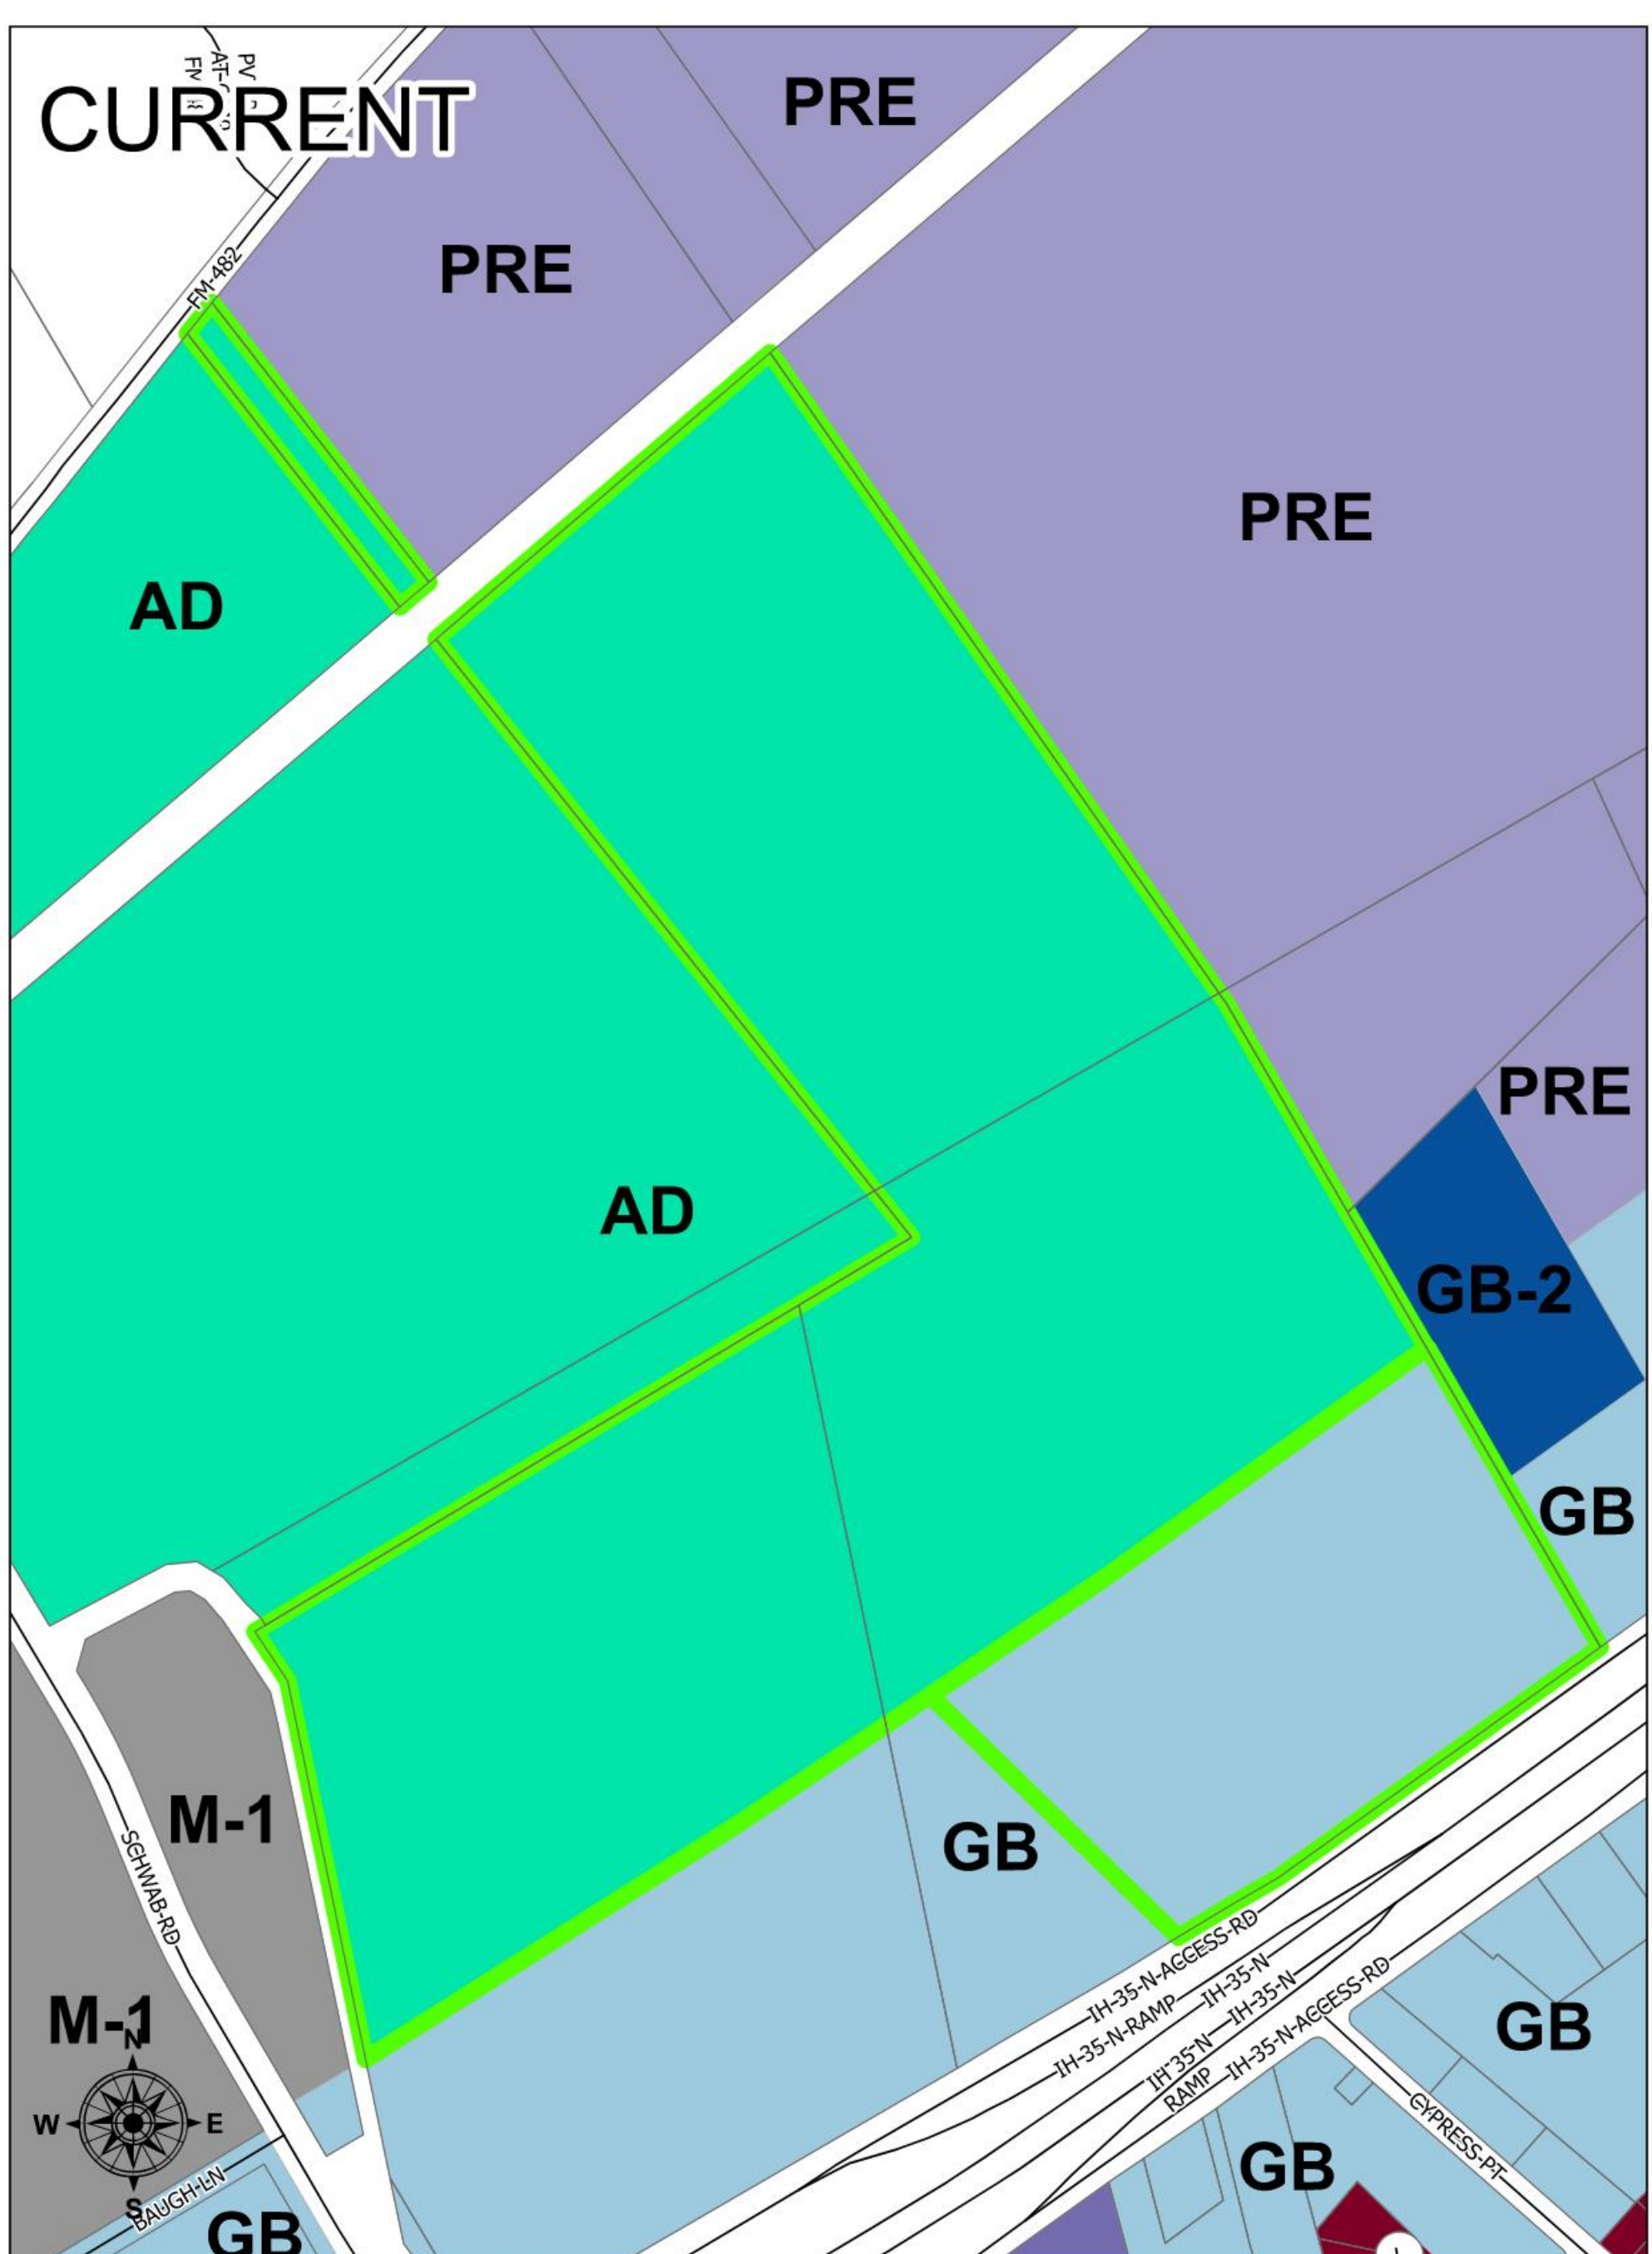 CURRENT
PRE
PRE
FM-482
PRE
AD
PRE
AD
GB-2
GB
M-1
GB
SCHWAB-RD
IH-35-N-ACCESS-RD
IH-35-N-RAMP
IH-35-N
IH-35-N
IH-35-N
RAMP
IH-35-N-ACCESS-RD
M-1
GB
N
W
E
S
CYPRESS-PT
GB
BAUGH-LN
GB